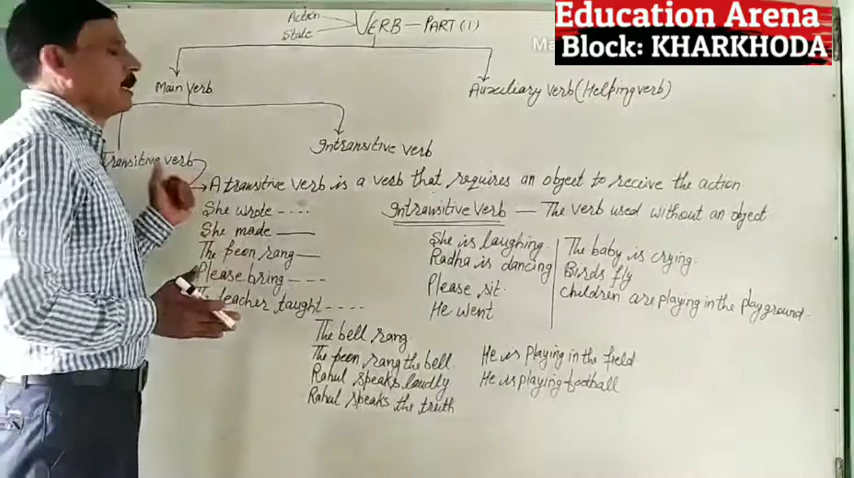 Education Arena
Block: KHARKHODA
Action
State
VERB - PART (1)
Main Verb
Auxiliary Verb (Helping verb)
Transitive verb
Intransitive verb
A transitive verb is a verb that requires an object to receive the action
She wrote ----
She made ——
The peon rang ——
Please bring ----
The teacher taught ----
Intransitive verb — The verb used without an object
She is laughing.
Radha is dancing
Please sit.
He went
The baby is crying.
Birds fly
Children are playing in the playground.
The bell rang
The peon rang the bell.
Rahul speaks loudly
Rahul speaks the truth
He is playing in the field
He is playing football